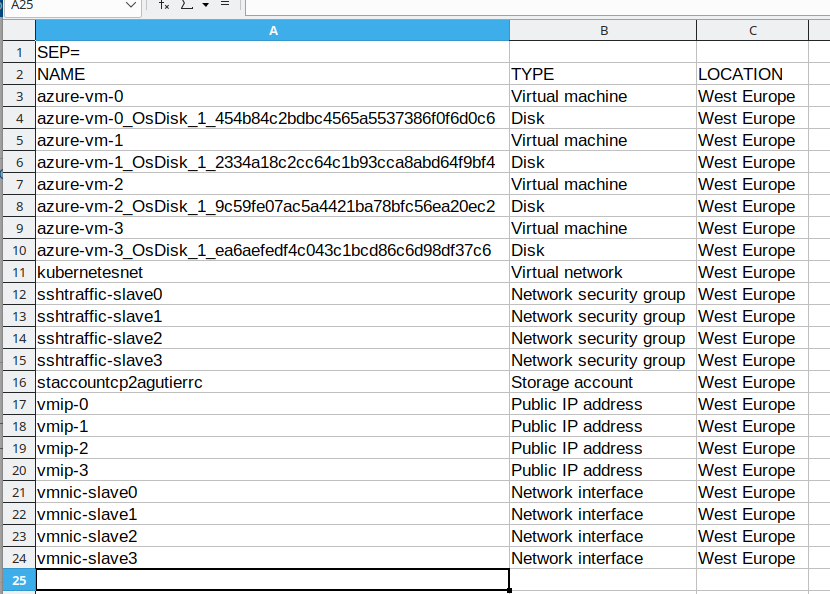 A25
A B C
1 SEP=
2 NAME TYPE LOCATION
3 azure-vm-0 Virtual machine West Europe
4 azure-vm-0_OsDisk_1_454b84c2bdbc4565a5537386f0f6d0c6 Disk West Europe
5 azure-vm-1 Virtual machine West Europe
6 azure-vm-1_OsDisk_1_2334a18c2cc64c1b93cca8abd64f9bf4 Disk West Europe
7 azure-vm-2 Virtual machine West Europe
8 azure-vm-2_OsDisk_1_9c59fe07ac5a4421ba78bfc56ea20ec2 Disk West Europe
9 azure-vm-3 Virtual machine West Europe
10 azure-vm-3_OsDisk_1_ea6aefedf4c043c1bcd86c6d98df37c6 Disk West Europe
11 kubernetesnet Virtual network West Europe
12 sshtraffic-slave0 Network security group West Europe
13 sshtraffic-slave1 Network security group West Europe
14 sshtraffic-slave2 Network security group West Europe
15 sshtraffic-slave3 Network security group West Europe
16 staccountcp2agutierrc Storage account West Europe
17 vmip-0 Public IP address West Europe
18 vmip-1 Public IP address West Europe
19 vmip-2 Public IP address West Europe
20 vmip-3 Public IP address West Europe
21 vmnic-slave0 Network interface West Europe
22 vmnic-slave1 Network interface West Europe
23 vmnic-slave2 Network interface West Europe
24 vmnic-slave3 Network interface West Europe
25